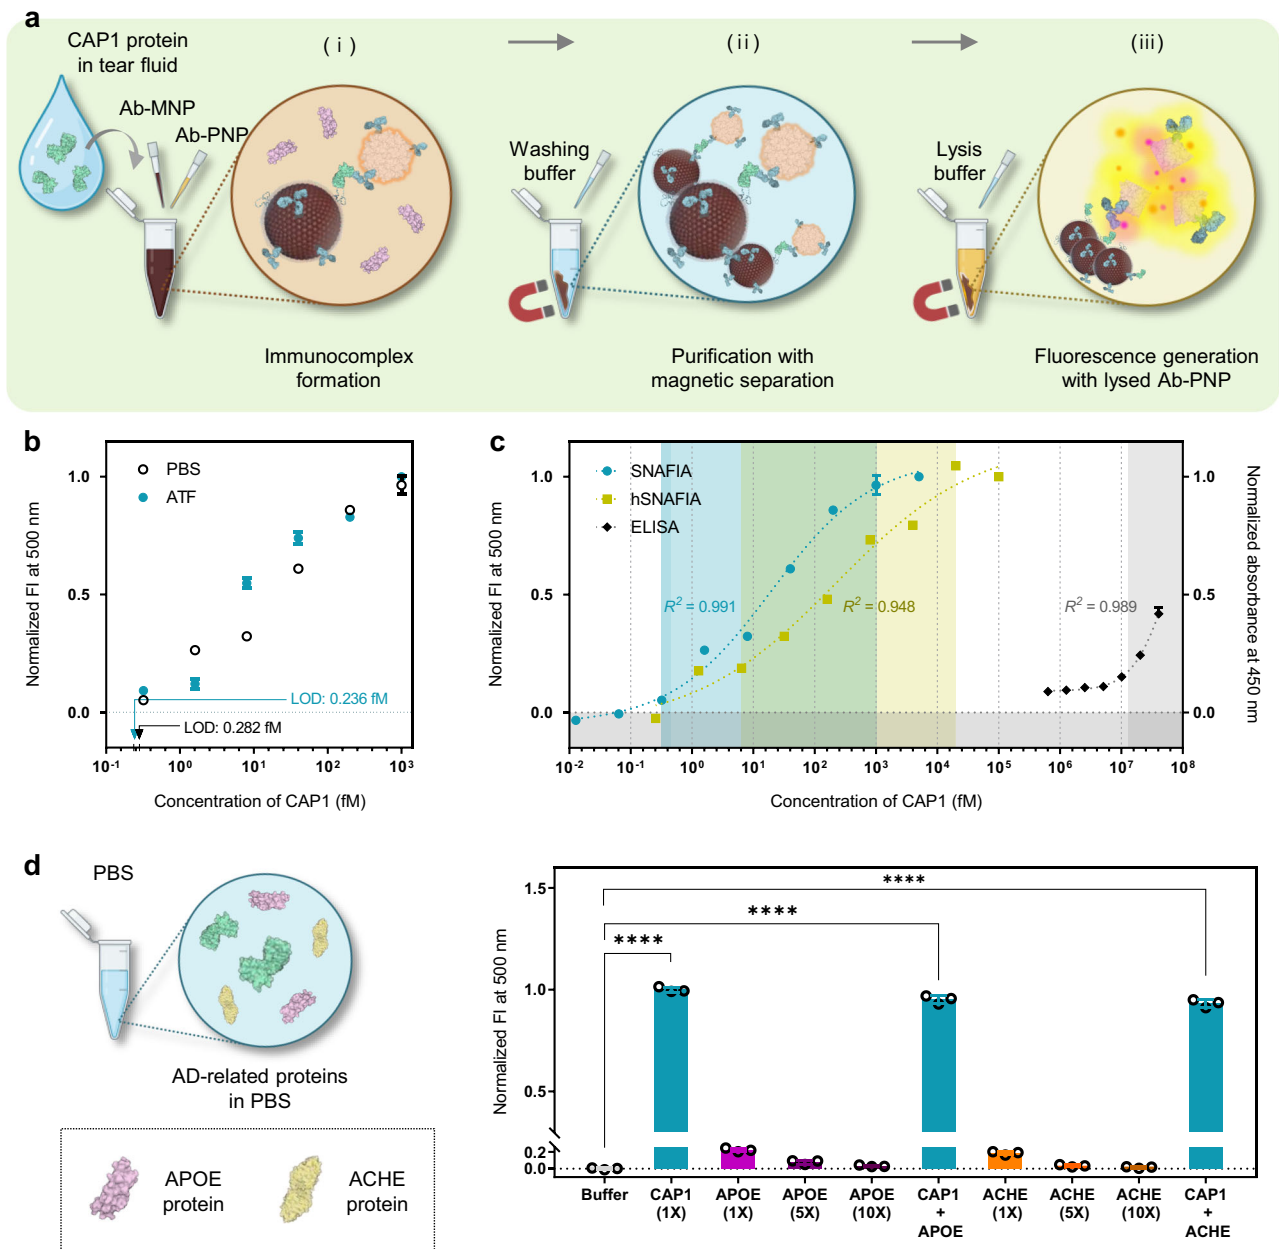 a
CAP1 protein
in tear fluid
Ab-MNP
Ab-PNP
( i )
(ii)
(iii)
Washing
buffer
Lysis
buffer
Immunocomplex
formation
Purification with
magnetic separation
Fluorescence generation
with lysed Ab-PNP
b
PBS
ATF
1.0
0.5
0.0
Normalized FI at 500 nm
LOD: 0.236 fM
LOD: 0.282 fM
10-1 100 101 102 103
Concentration of CAP1 (fM)
c
SNAFIA
hSNAFIA
ELISA
1.0
0.5
0.0
Normalized FI at 500 nm
R2 = 0.991
R2 = 0.948
R2 = 0.989
1.0
0.5
0.0
Normalized absorbance at 450 nm
10-2 10-1 100 101 102 103 104 105 106 107 108
Concentration of CAP1 (fM)
d
PBS
AD-related proteins
in PBS
APOE
protein
ACHE
protein
Normalized FI at 500 nm
1.5
1.0
0.5
0.2
0.0
****
****
****
Buffer CAP1 APOE APOE APOE CAP1 ACHE ACHE ACHE CAP1
(1X) (1X) (5X) (10X) + (1X) (5X) (10X) +
APOE ACHE